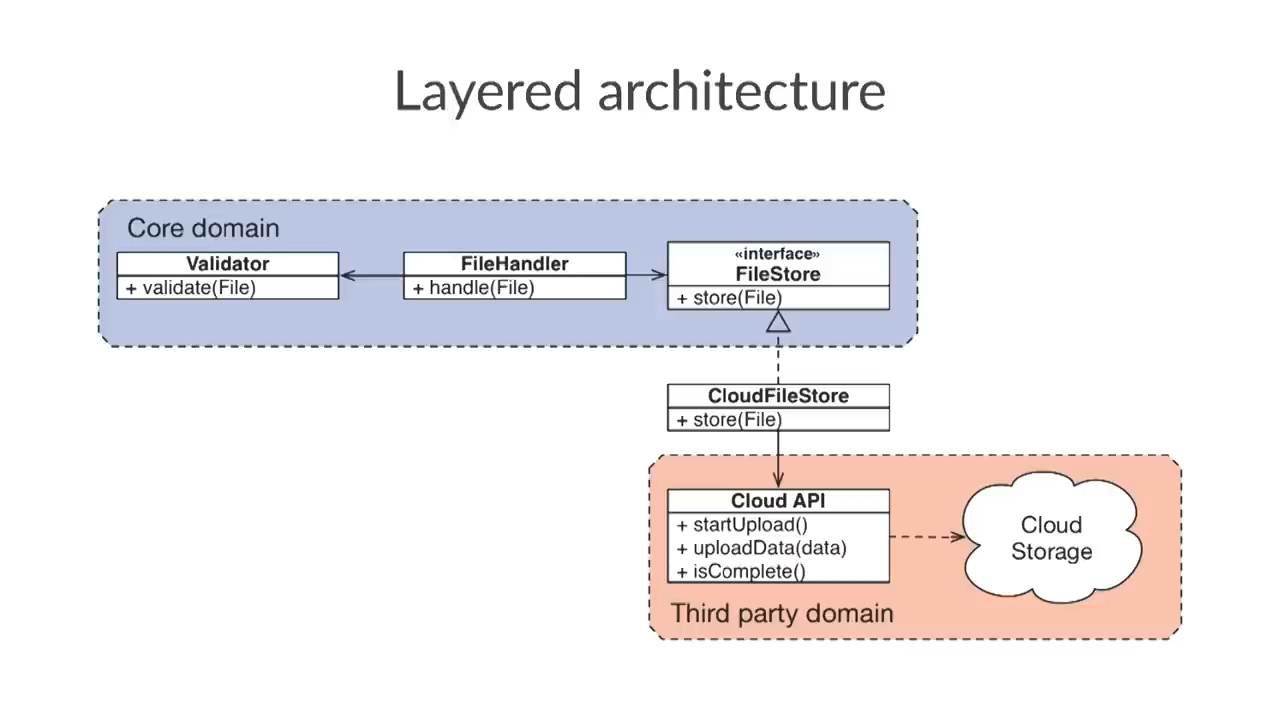 Layered architecture
Core domain
Validator
+ validate(File)
FileHandler
+ handle(File)
«interface»
FileStore
+ store(File)
CloudFileStore
+ store(File)
Cloud API
+ startUpload()
+ uploadData(data)
+ isComplete()
Cloud
Storage
Third party domain